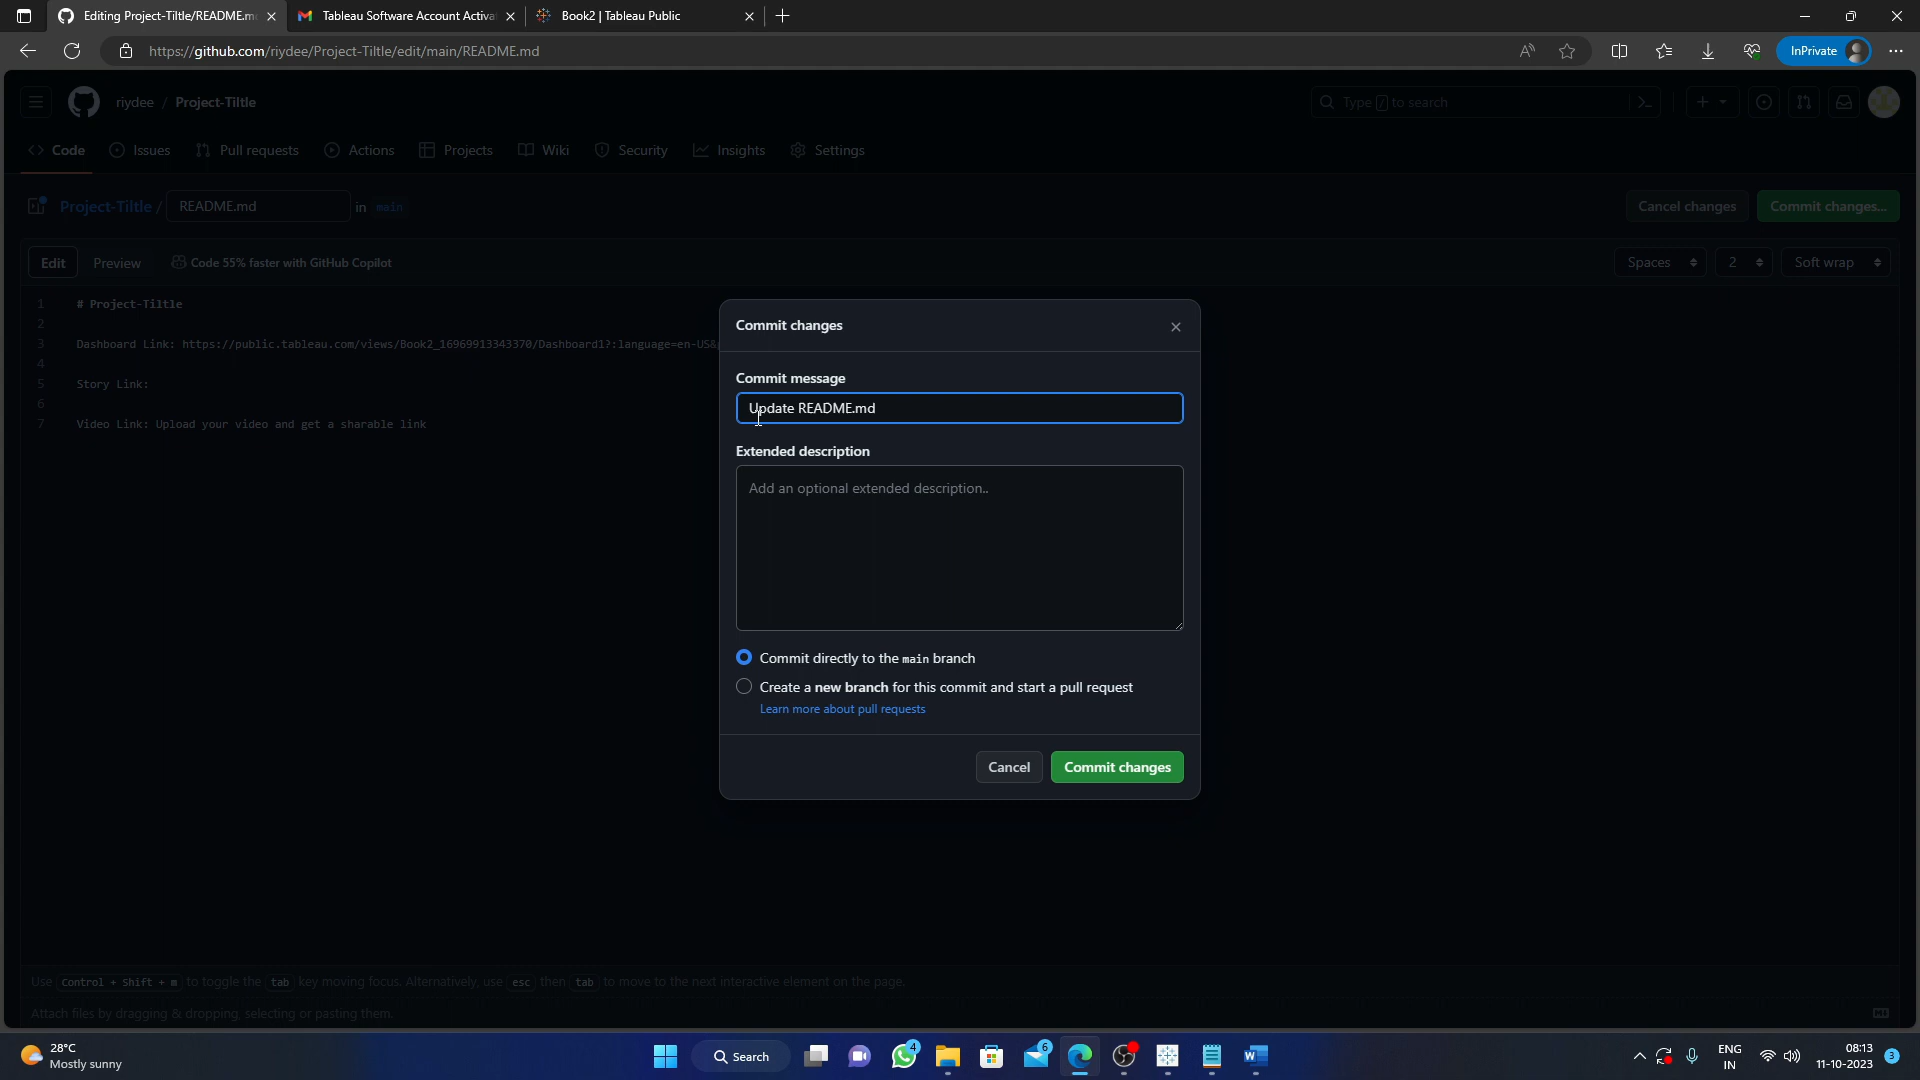 Editing Project-Tiltle/README.m
Tableau Software Account Activa
Book2 | Tableau Public
https://github.com/riydee/Project-Tiltle/edit/main/README.md
InPrivate
riydee / Project-Tiltle
Type / to search
Code
Issues
Pull requests
Actions
Projects
Wiki
Security
Insights
Settings
Project-Tiltle / README.md in main
Cancel changes
Commit changes...
Edit
Preview
Code 55% faster with GitHub Copilot
Spaces
2
Soft wrap
1 # Project-Tiltle
2
3 Dashboard Link: https://public.tableau.com/views/Book2_16969913343370/Dashboard1?:language=en-US&
4
5 Story Link:
6
7 Video Link: Upload your video and get a sharable link
Commit changes
Commit message
Update README.md
Extended description
Add an optional extended description..
Commit directly to the main branch
Create a new branch for this commit and start a pull request
Learn more about pull requests
Cancel
Commit changes
Use Control + Shift + m to toggle the tab key moving focus. Alternatively, use esc then tab to move to the next interactive element on the page.
Attach files by dragging & dropping, selecting or pasting them.
28°C
Mostly sunny
Search
4
6
ENG
IN
08:13
11-10-2023
3